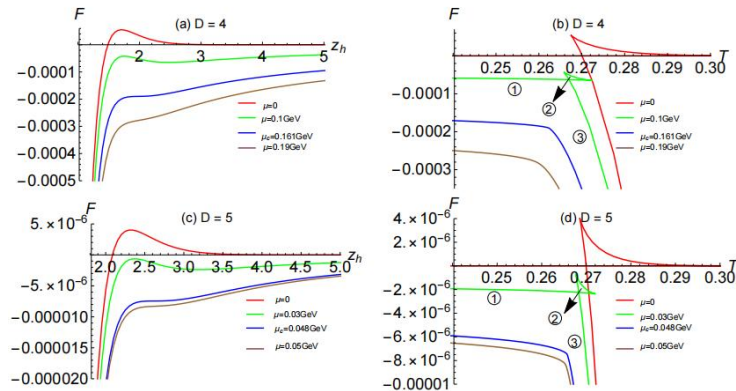 F
(a) D = 4
2
3
4
5
z_h
−0.0001
−0.0002
−0.0003
−0.0004
−0.0005
μ=0
μ=0.1GeV
μ_c=0.161GeV
μ=0.19GeV
F
(b) D = 4
0.25
0.26
0.27
0.28
0.29
0.30
T
−0.0001
−0.0002
−0.0003
①
②
③
μ=0
μ=0.1GeV
μ_c=0.161GeV
μ=0.19GeV
F
(c) D = 5
5. × 10⁻⁶
2.0
2.5
3.0
3.5
4.0
4.5
5.0
z_h
−5. × 10⁻⁶
−0.000010
−0.000015
−0.000020
μ=0
μ=0.03GeV
μ_c=0.048GeV
μ=0.05GeV
F
(d) D = 5
4. × 10⁻⁶
2. × 10⁻⁶
0.25
0.26
0.27
0.28
0.29
0.30
T
−2. × 10⁻⁶
−4. × 10⁻⁶
−6. × 10⁻⁶
−8. × 10⁻⁶
−0.00001
①
②
③
μ=0
μ=0.03GeV
μ_c=0.048GeV
μ=0.05GeV